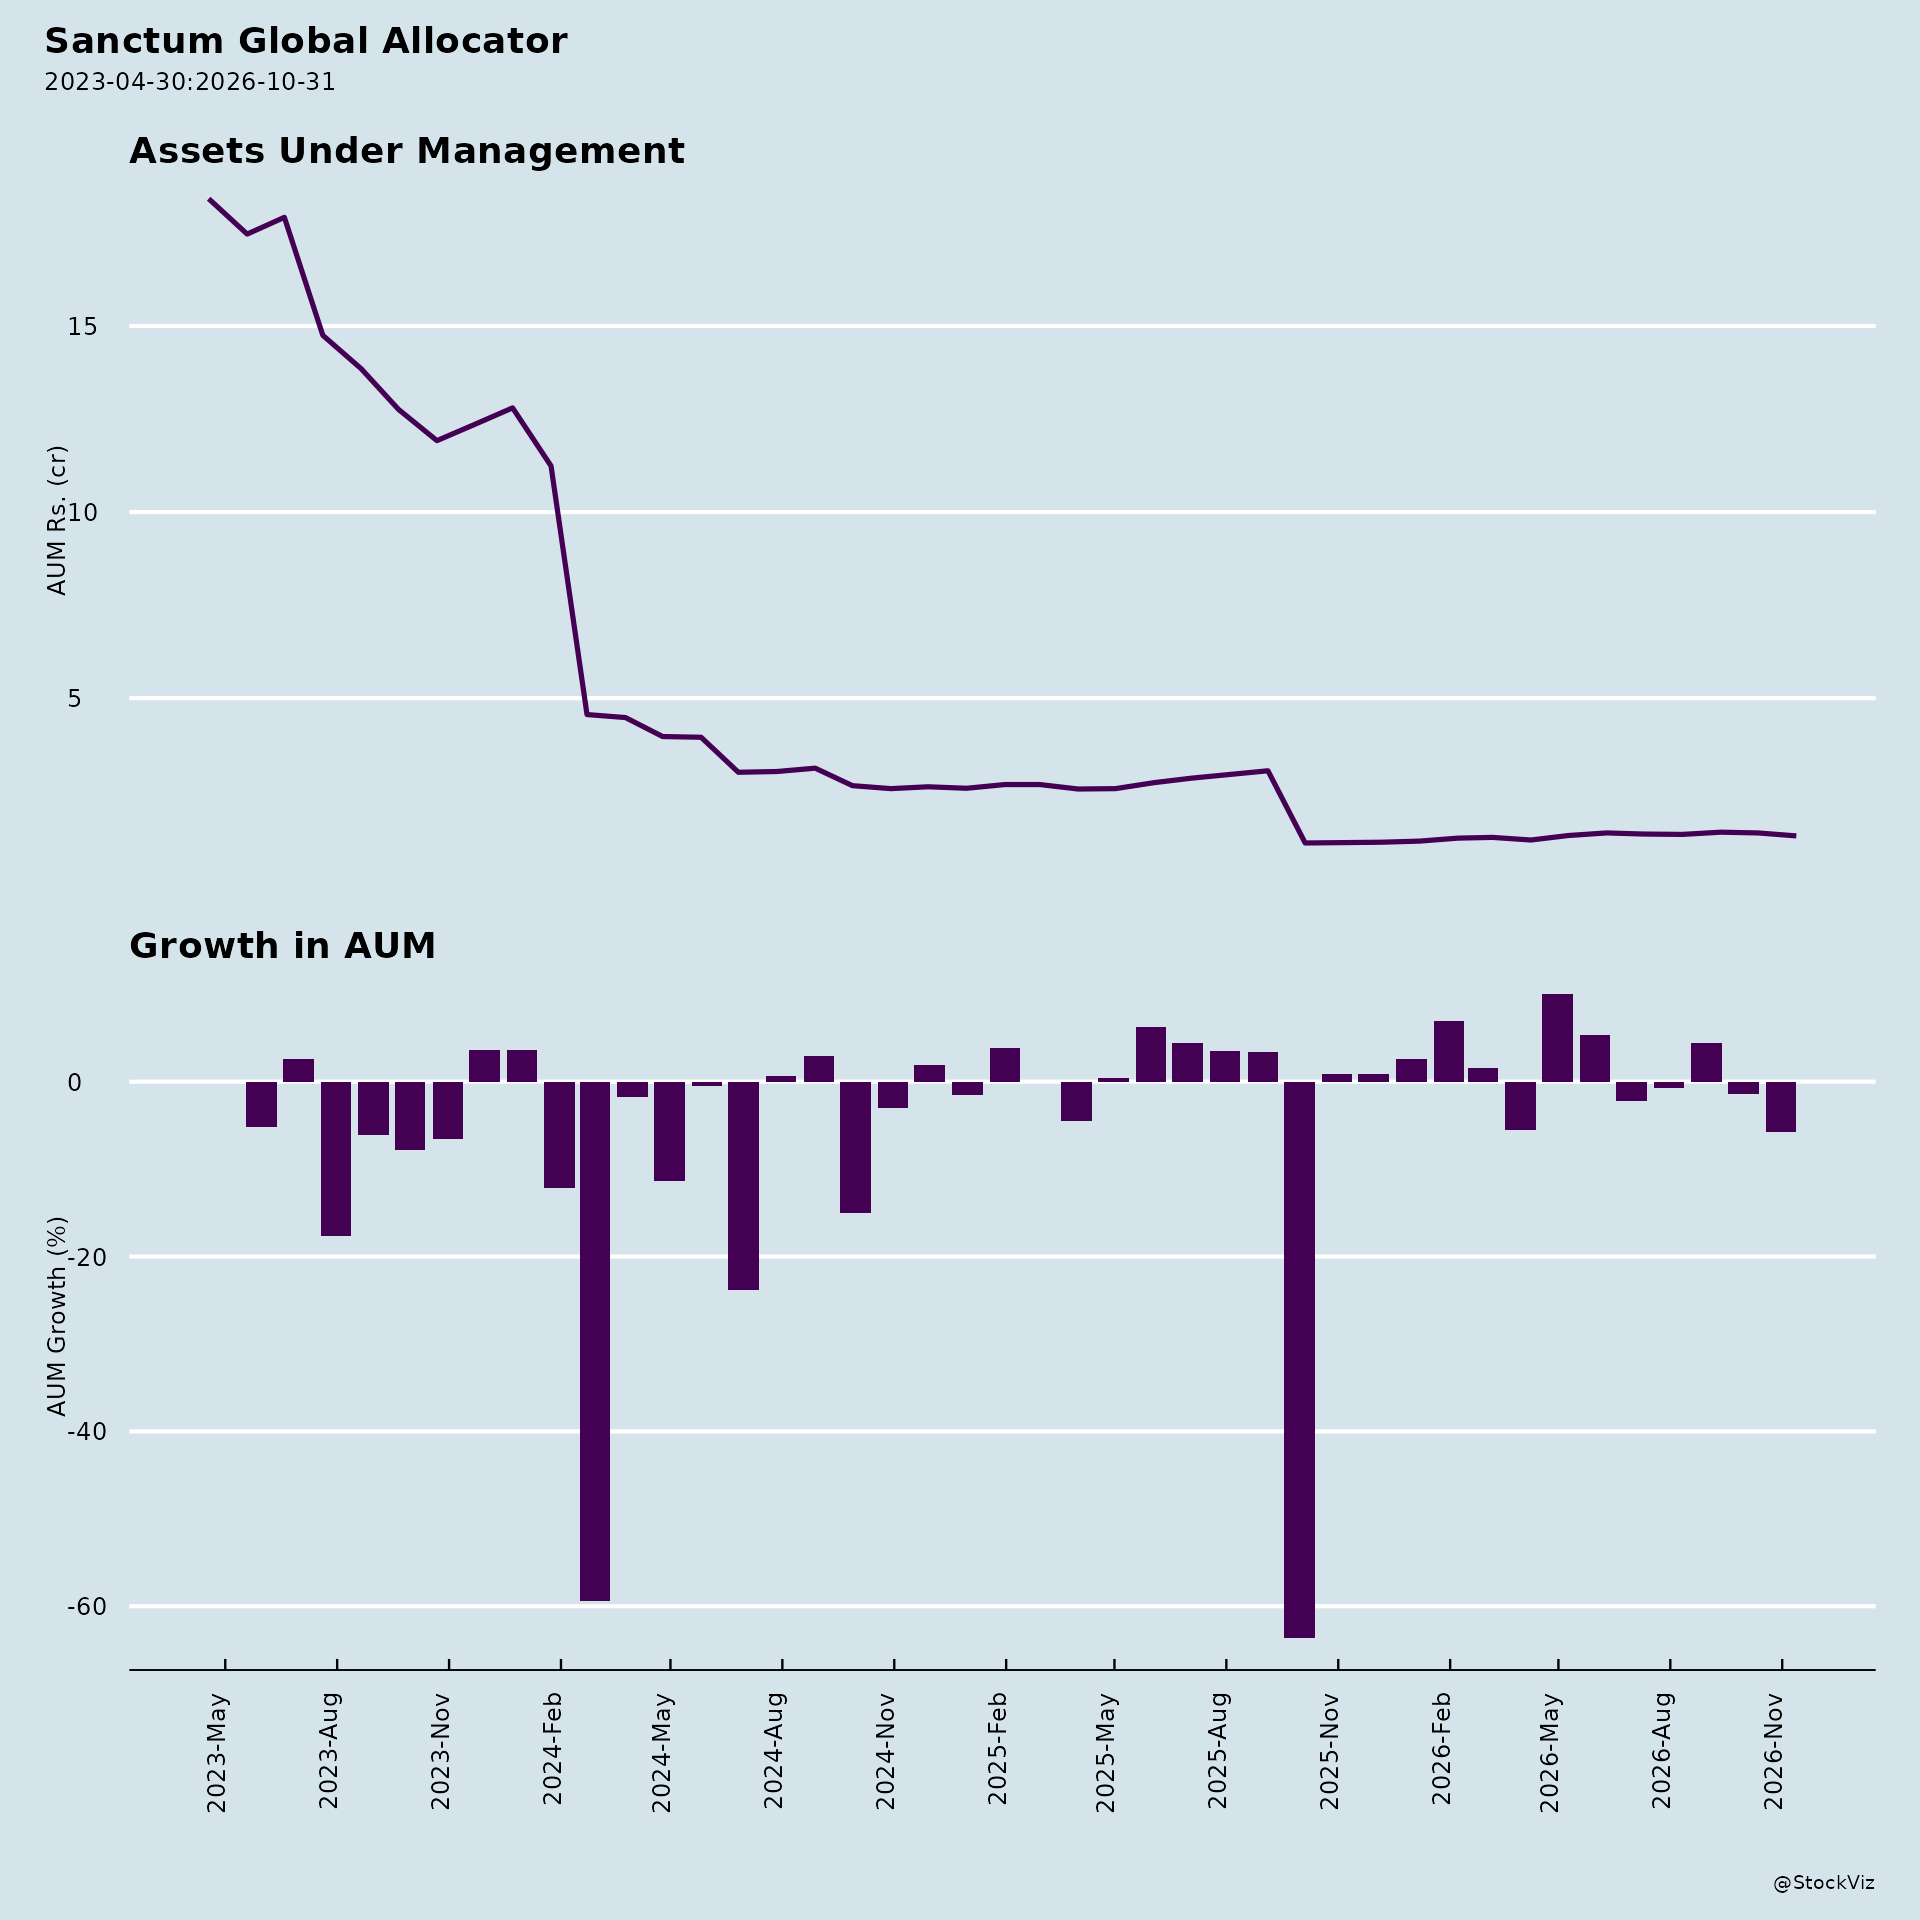 Sanctum Global Allocator
2023-04-30:2026-10-31
Assets Under Management
15
10
5
AUM Rs. (cr)
Growth in AUM
0
-20
-40
-60
AUM Growth (%)
2023-May
2023-Aug
2023-Nov
2024-Feb
2024-May
2024-Aug
2024-Nov
2025-Feb
2025-May
2025-Aug
2025-Nov
2026-Feb
2026-May
2026-Aug
2026-Nov
@StockViz